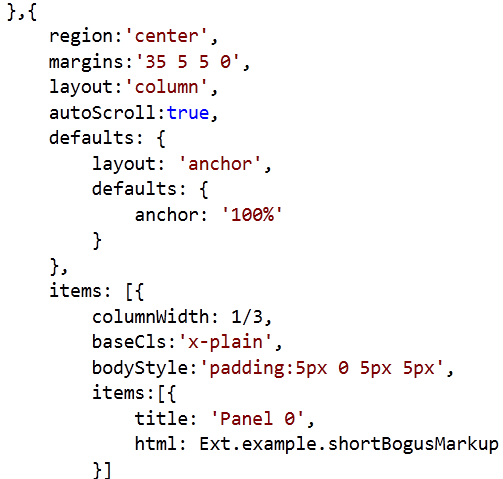 },{
    region:'center',
    margins:'35 5 5 0',
    layout:'column',
    autoScroll:true,
    defaults: {
        layout: 'anchor',
        defaults: {
            anchor: '100%'
        }
    },
    items: [{
        columnWidth: 1/3,
        baseCls:'x-plain',
        bodyStyle:'padding:5px 0 5px 5px',
        items:[{
            title: 'Panel 0',
            html: Ext.example.shortBogusMarkup
        }]